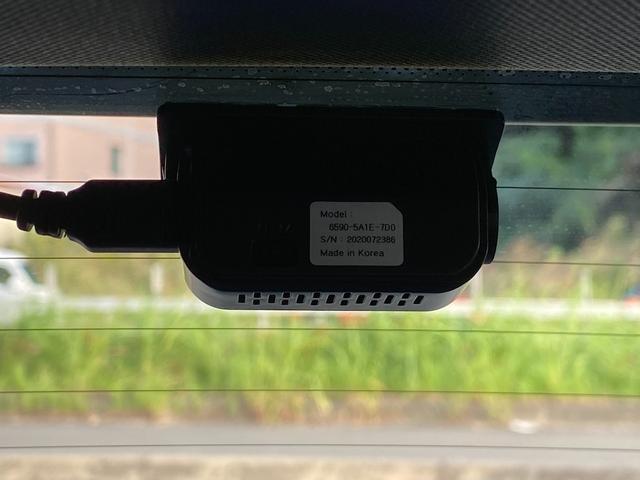 Model :
6590-5A1E-7D0
S/N : 2020072386
Made in Korea